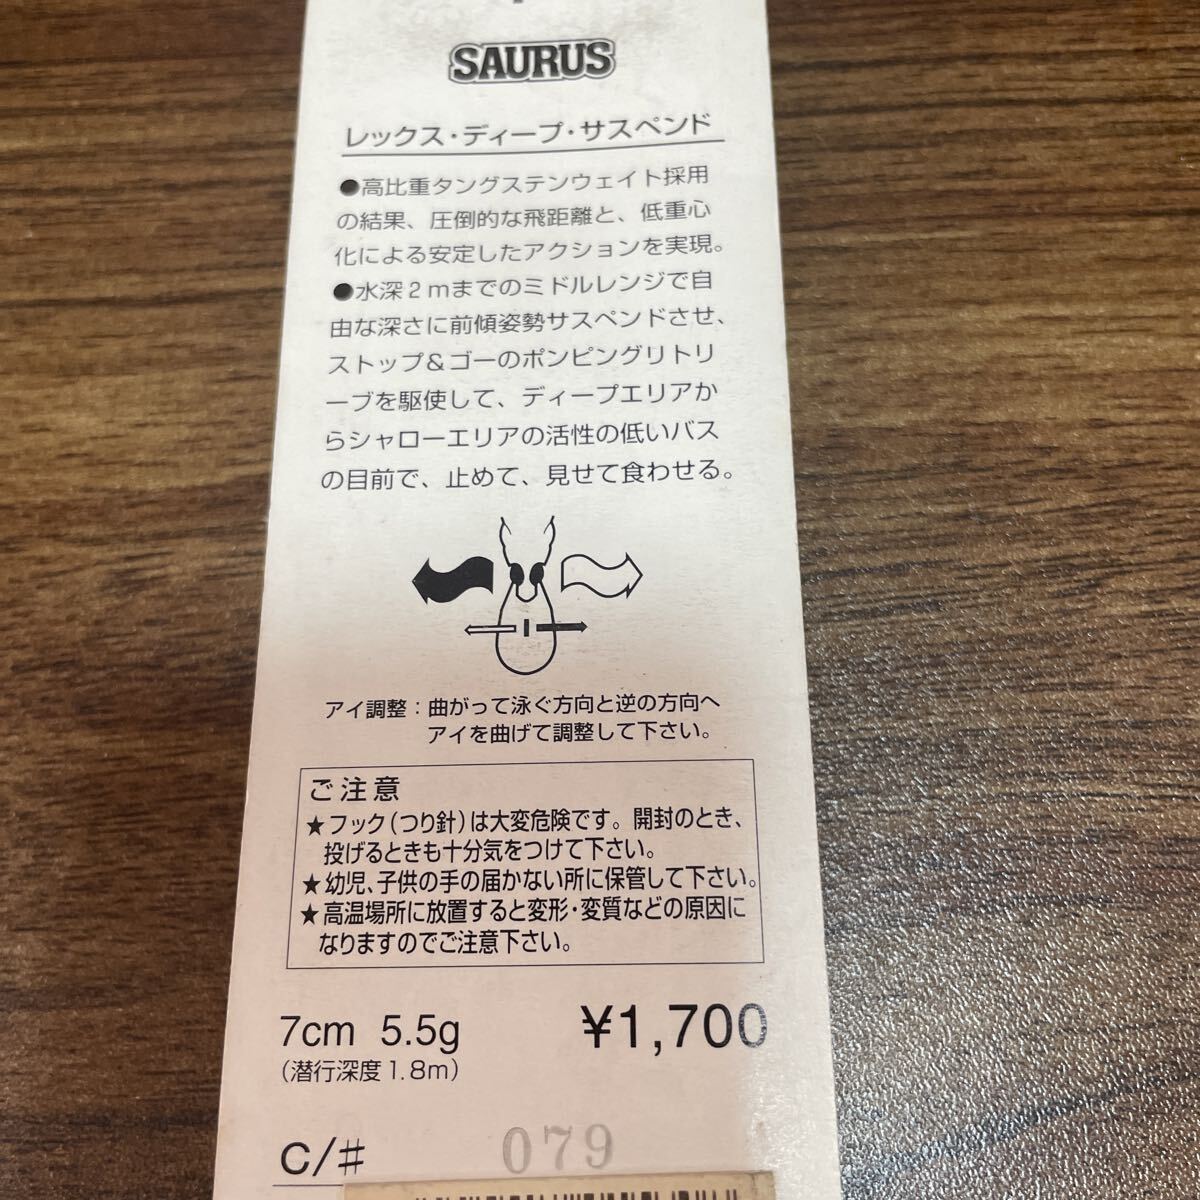 SAURUS
レックス・ディープ・サスペンド
●高比重タングステンウェイト採用
の結果、圧倒的な飛距離と、低重心
化による安定したアクションを実現。
●水深２ｍまでのミドルレンジで自
由な深さに前傾姿勢サスペンドさせ、
ストップ＆ゴーのポンピングリトリ
ーブを駆使して、ディープエリアか
らシャローエリアの活性の低いバス
の目前で、止めて、見せて食わせる。
アイ調整：曲がって泳ぐ方向と逆の方向へ
アイを曲げて調整して下さい。
ご注意
★フック（つり針）は大変危険です。開封のとき、
投げるときも十分気をつけて下さい。
★幼児、子供の手の届かない所に保管して下さい。
★高温場所に放置すると変形・変質などの原因に
なりますのでご注意下さい。
7cm 5.5g ¥1,700
（潜行深度1.8m）
C/# 079